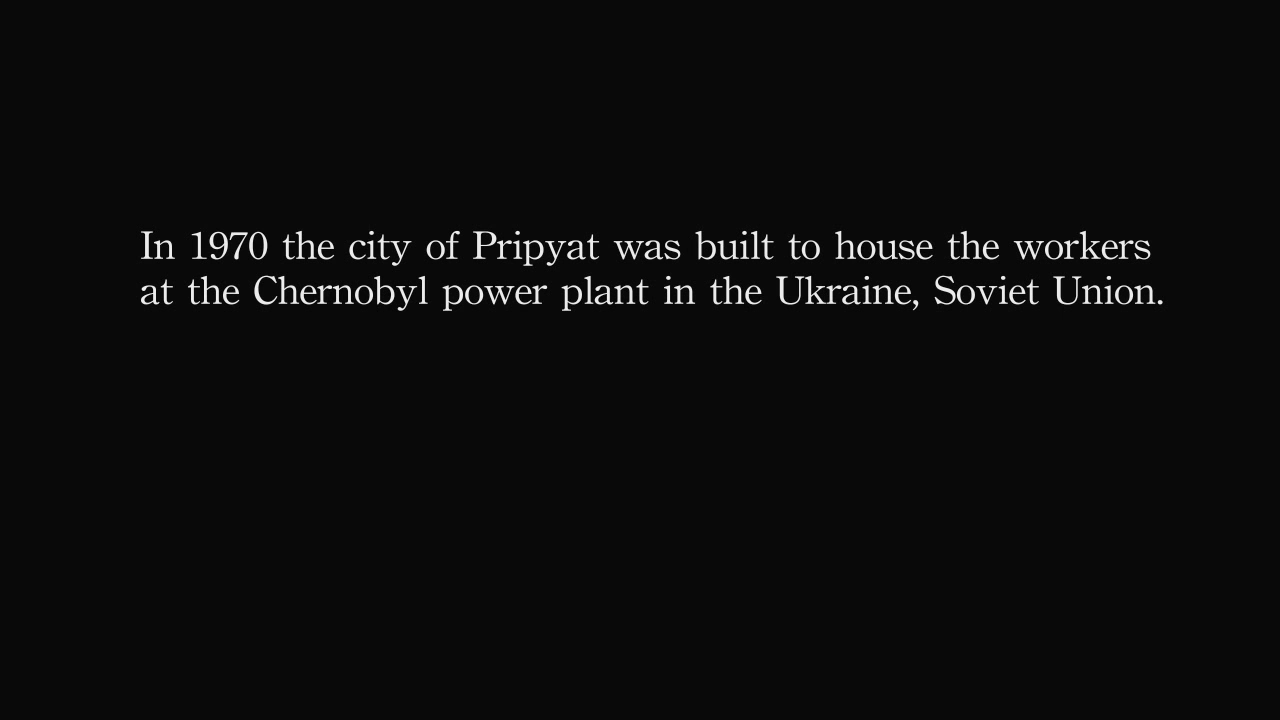 In 1970 the city of Pripyat was built to house the workers
at the Chernobyl power plant in the Ukraine, Soviet Union.